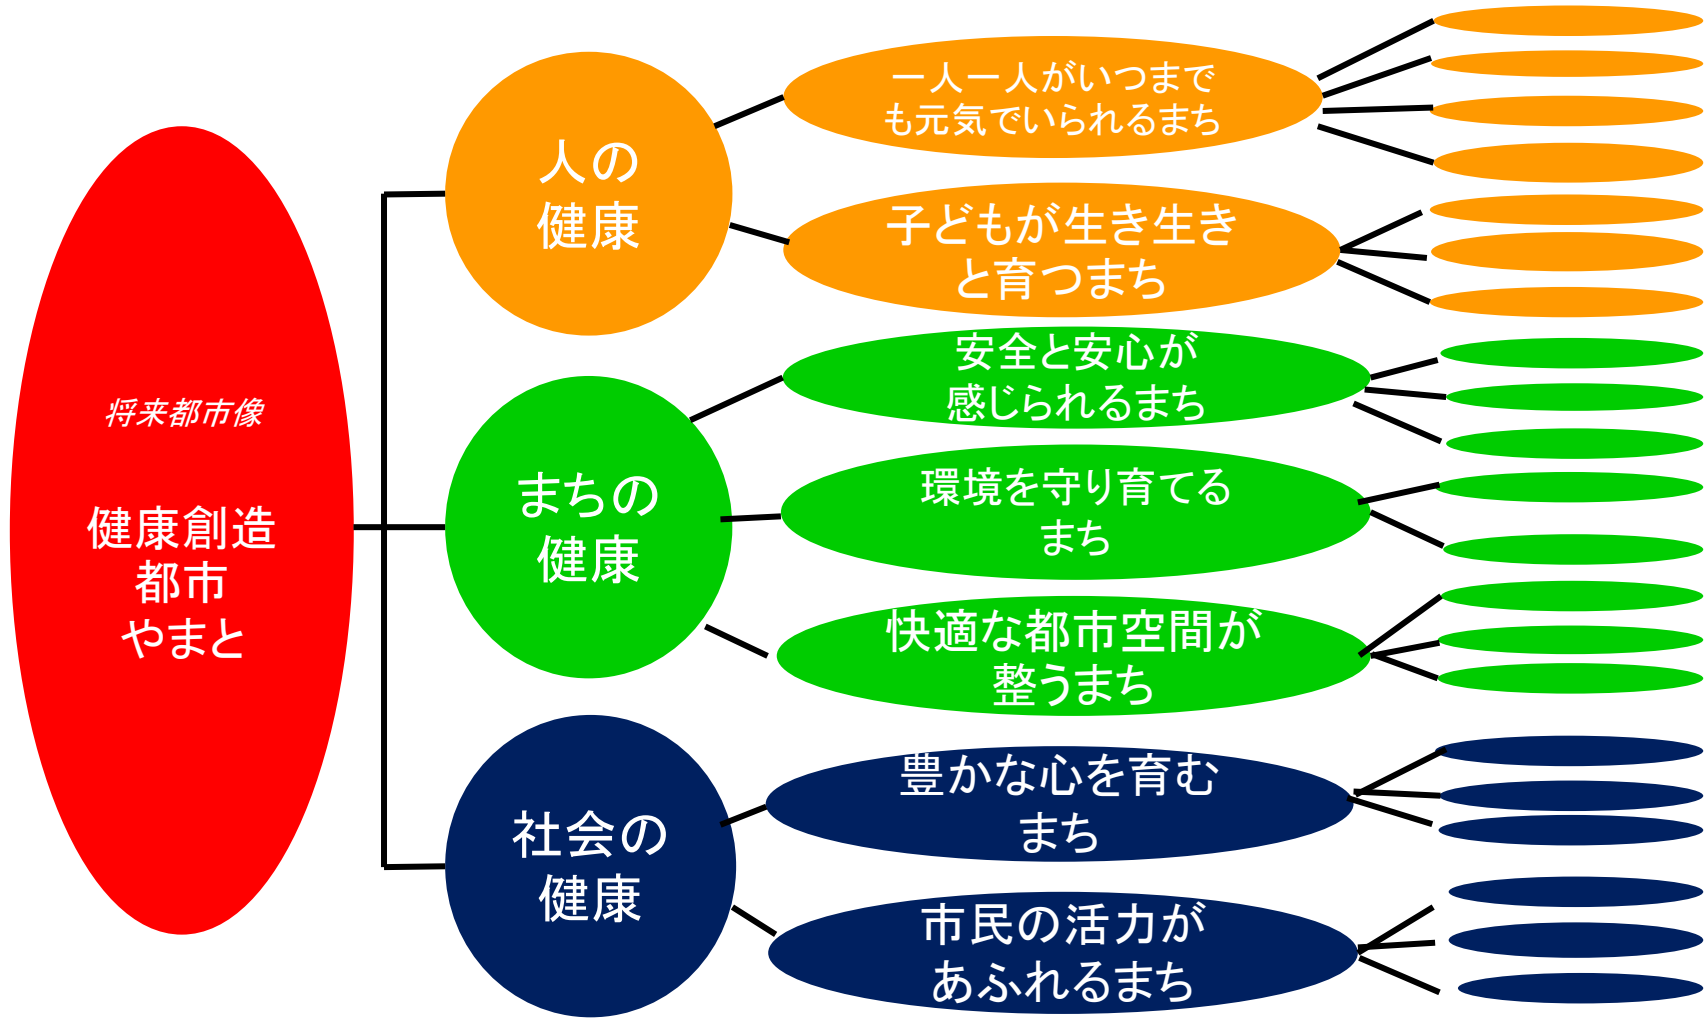 将来都市像
健康創造
都市
やまと
人の
健康
一人一人がいつまで
も元気でいられるまち
子どもが生き生き
と育つまち
まちの
健康
安全と安心が
感じられるまち
環境を守り育てる
まち
快適な都市空間が
整うまち
社会の
健康
豊かな心を育む
まち
市民の活力が
あふれるまち